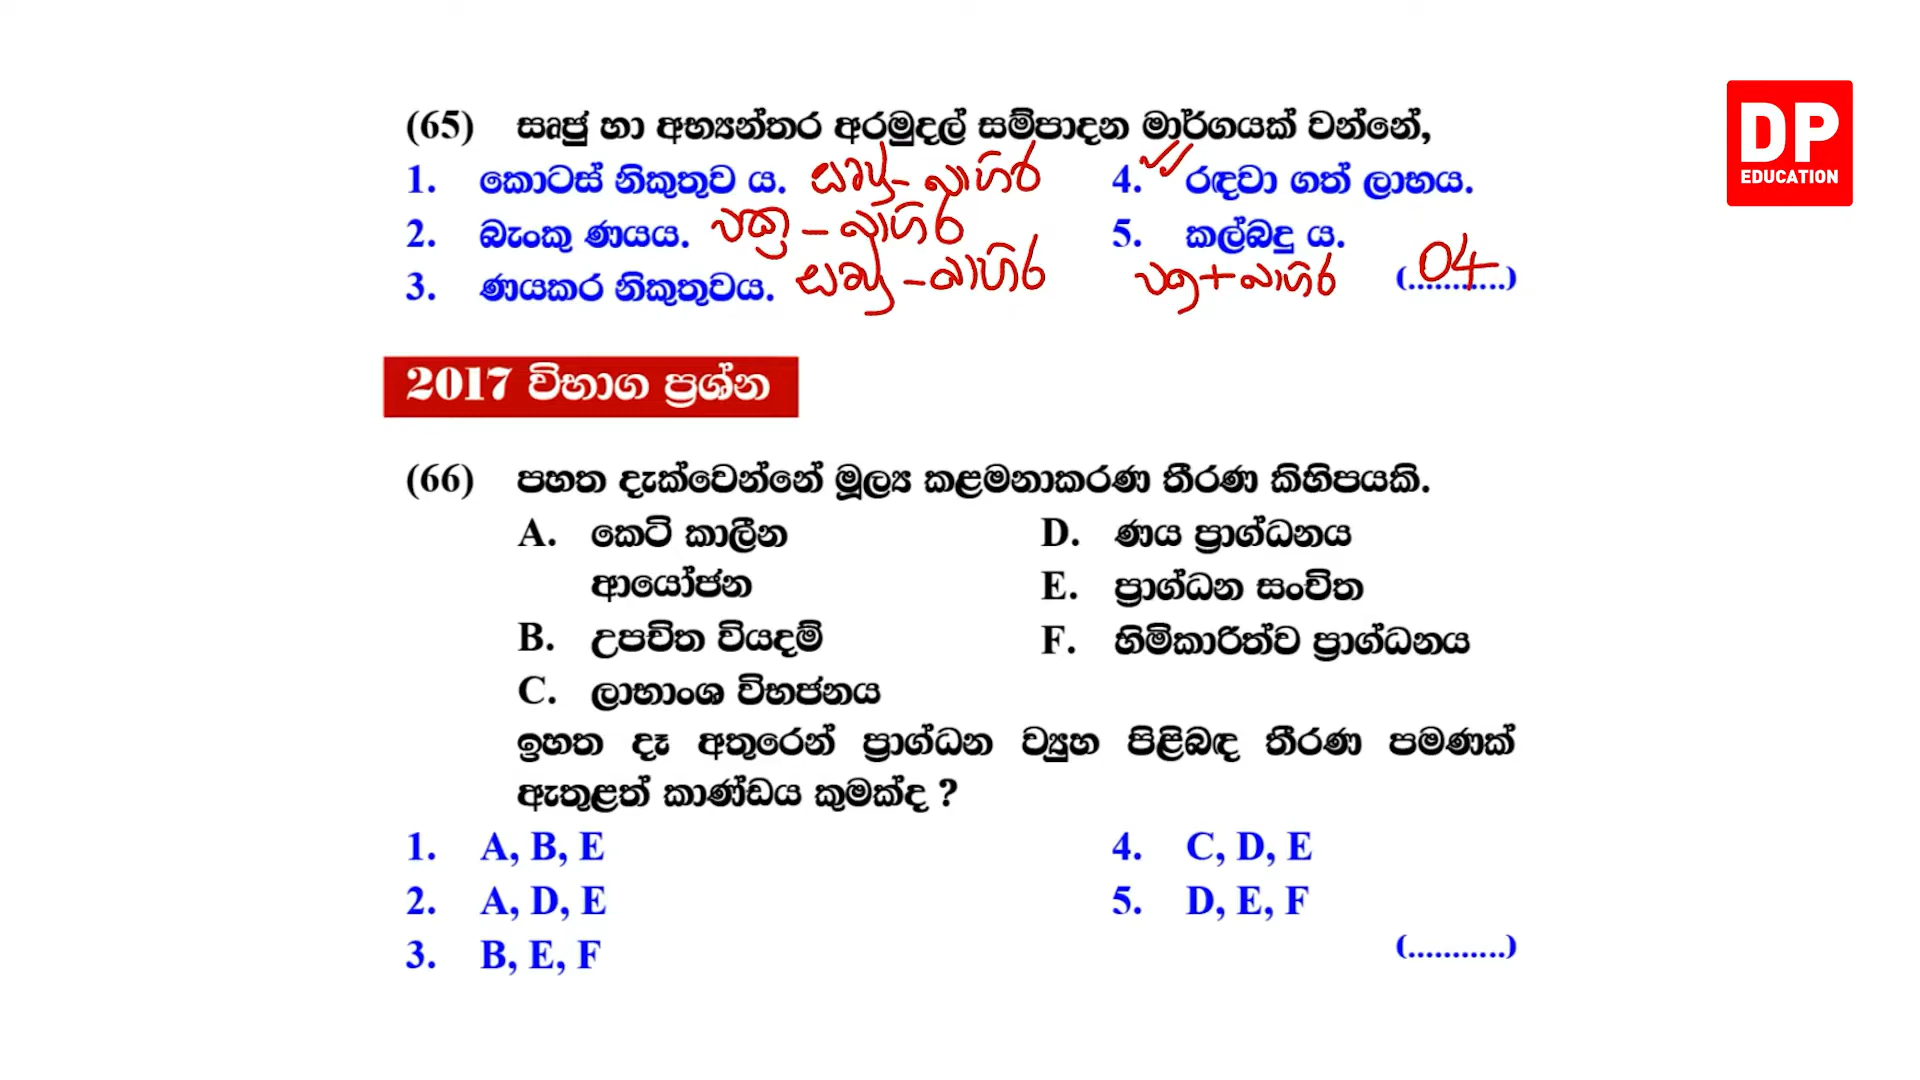 (65) සෘජු හා අභ්‍යන්තර අරමුදල් සම්පාදන මාර්ගයක් වන්නේ,
1. කොටස් නිකුතුව ය. සෘජු - බාහිර
4. රඳවා ගත් ලාභය.
2. බැංකු ණයය. වක්‍ර - බාහිර
5. කල්බදු ය.
3. ණයකර නිකුතුවය. සෘජු - බාහිර
වක්‍ර + බාහිර (04)
DP
EDUCATION
2017 විභාග ප්‍රශ්න
(66) පහත දැක්වෙන්නේ මූල්‍ය කළමනාකරණ තීරණ කිහිපයකි.
A. කෙටි කාලීන
ආයෝජන
B. උපචිත වියදම්
C. ලාභාංශ විභජනය
D. ණය ප්‍රාග්ධනය
E. ප්‍රාග්ධන සංචිත
F. හිමිකාරිත්ව ප්‍රාග්ධනය
ඉහත දෑ අතුරෙන් ප්‍රාග්ධන ව්‍යුහ පිළිබඳ තීරණ පමණක්
ඇතුළත් කාණ්ඩය කුමක්ද ?
1. A, B, E
2. A, D, E
3. B, E, F
4. C, D, E
5. D, E, F
(...........)